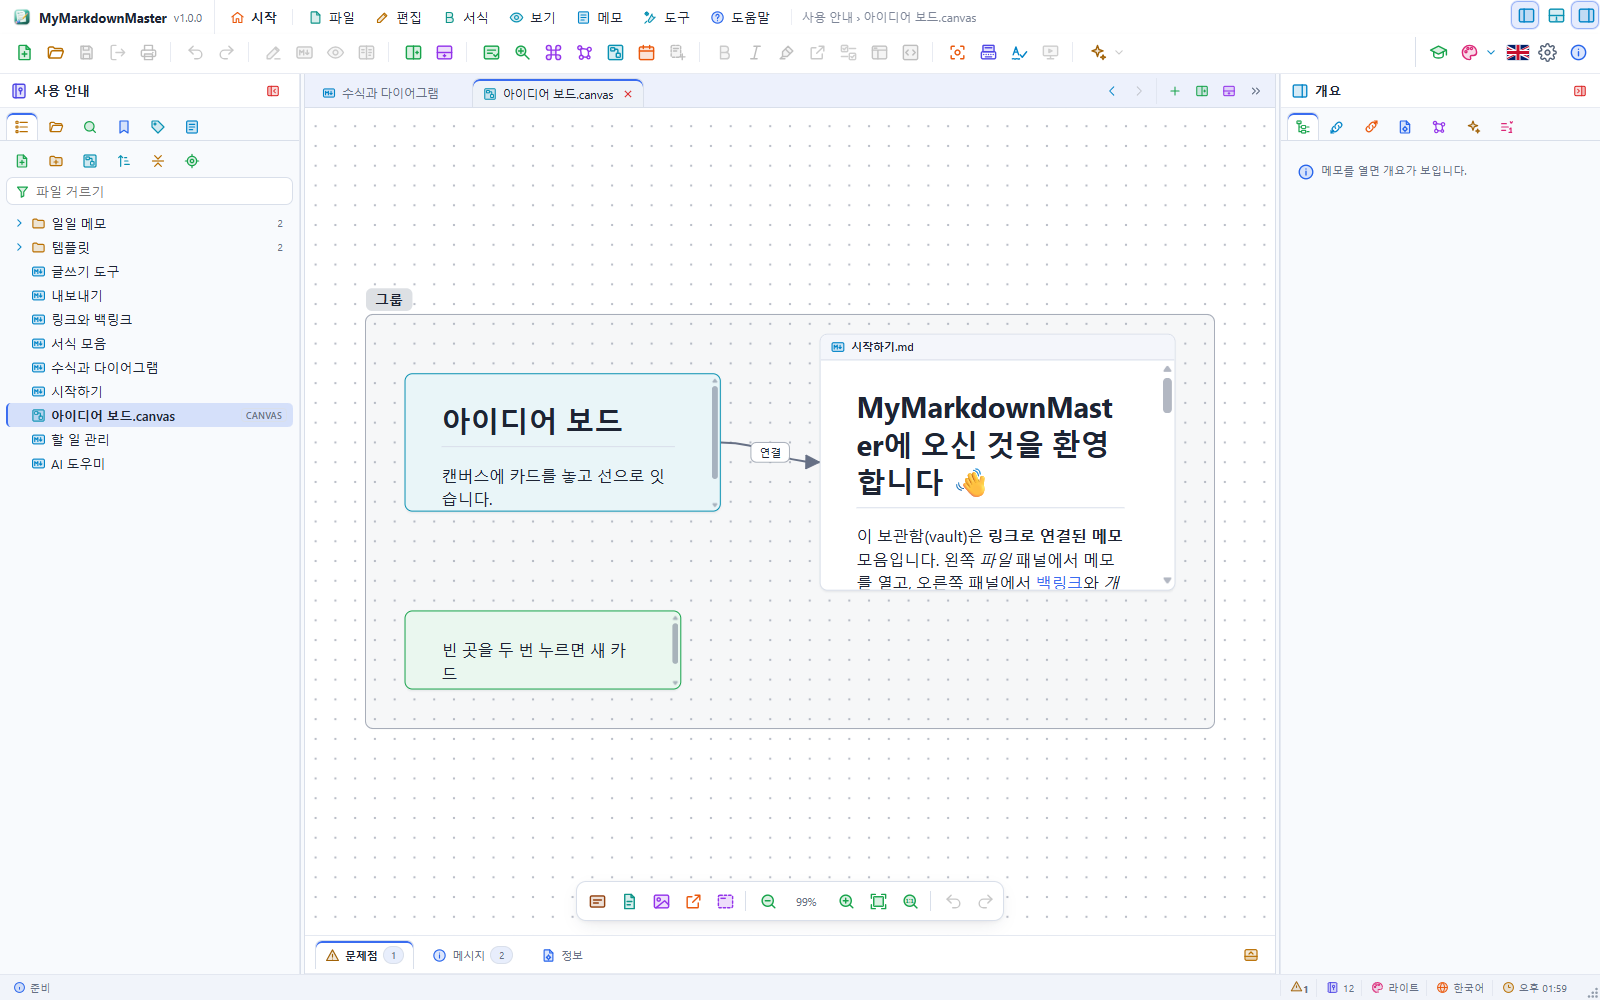 MyMarkdownMaster v1.0.0
시작
파일
편집
서식
보기
메모
도구
도움말
사용 안내 › 아이디어 보드.canvas
사용 안내
파일 거르기
일일 메모 2
템플릿 2
글쓰기 도구
내보내기
링크와 백링크
서식 모음
수식과 다이어그램
시작하기
아이디어 보드.canvas CANVAS
할 일 관리
AI 도우미
수식과 다이어그램
아이디어 보드.canvas
그룹
아이디어 보드
캔버스에 카드를 놓고 선으로 잇
습니다.
연결
시작하기.md
MyMarkdownMast
er에 오신 것을 환영
합니다 👋
이 보관함(vault)은 링크로 연결된 메모
모음입니다. 왼쪽 파일 패널에서 메모
를 열고, 오른쪽 패널에서 백링크와 개
빈 곳을 두 번 누르면 새 카
드
99%
문제점 1
메시지 2
정보
개요
메모를 열면 개요가 보입니다.
준비
1
12
라이트
한국어
오후 01:59